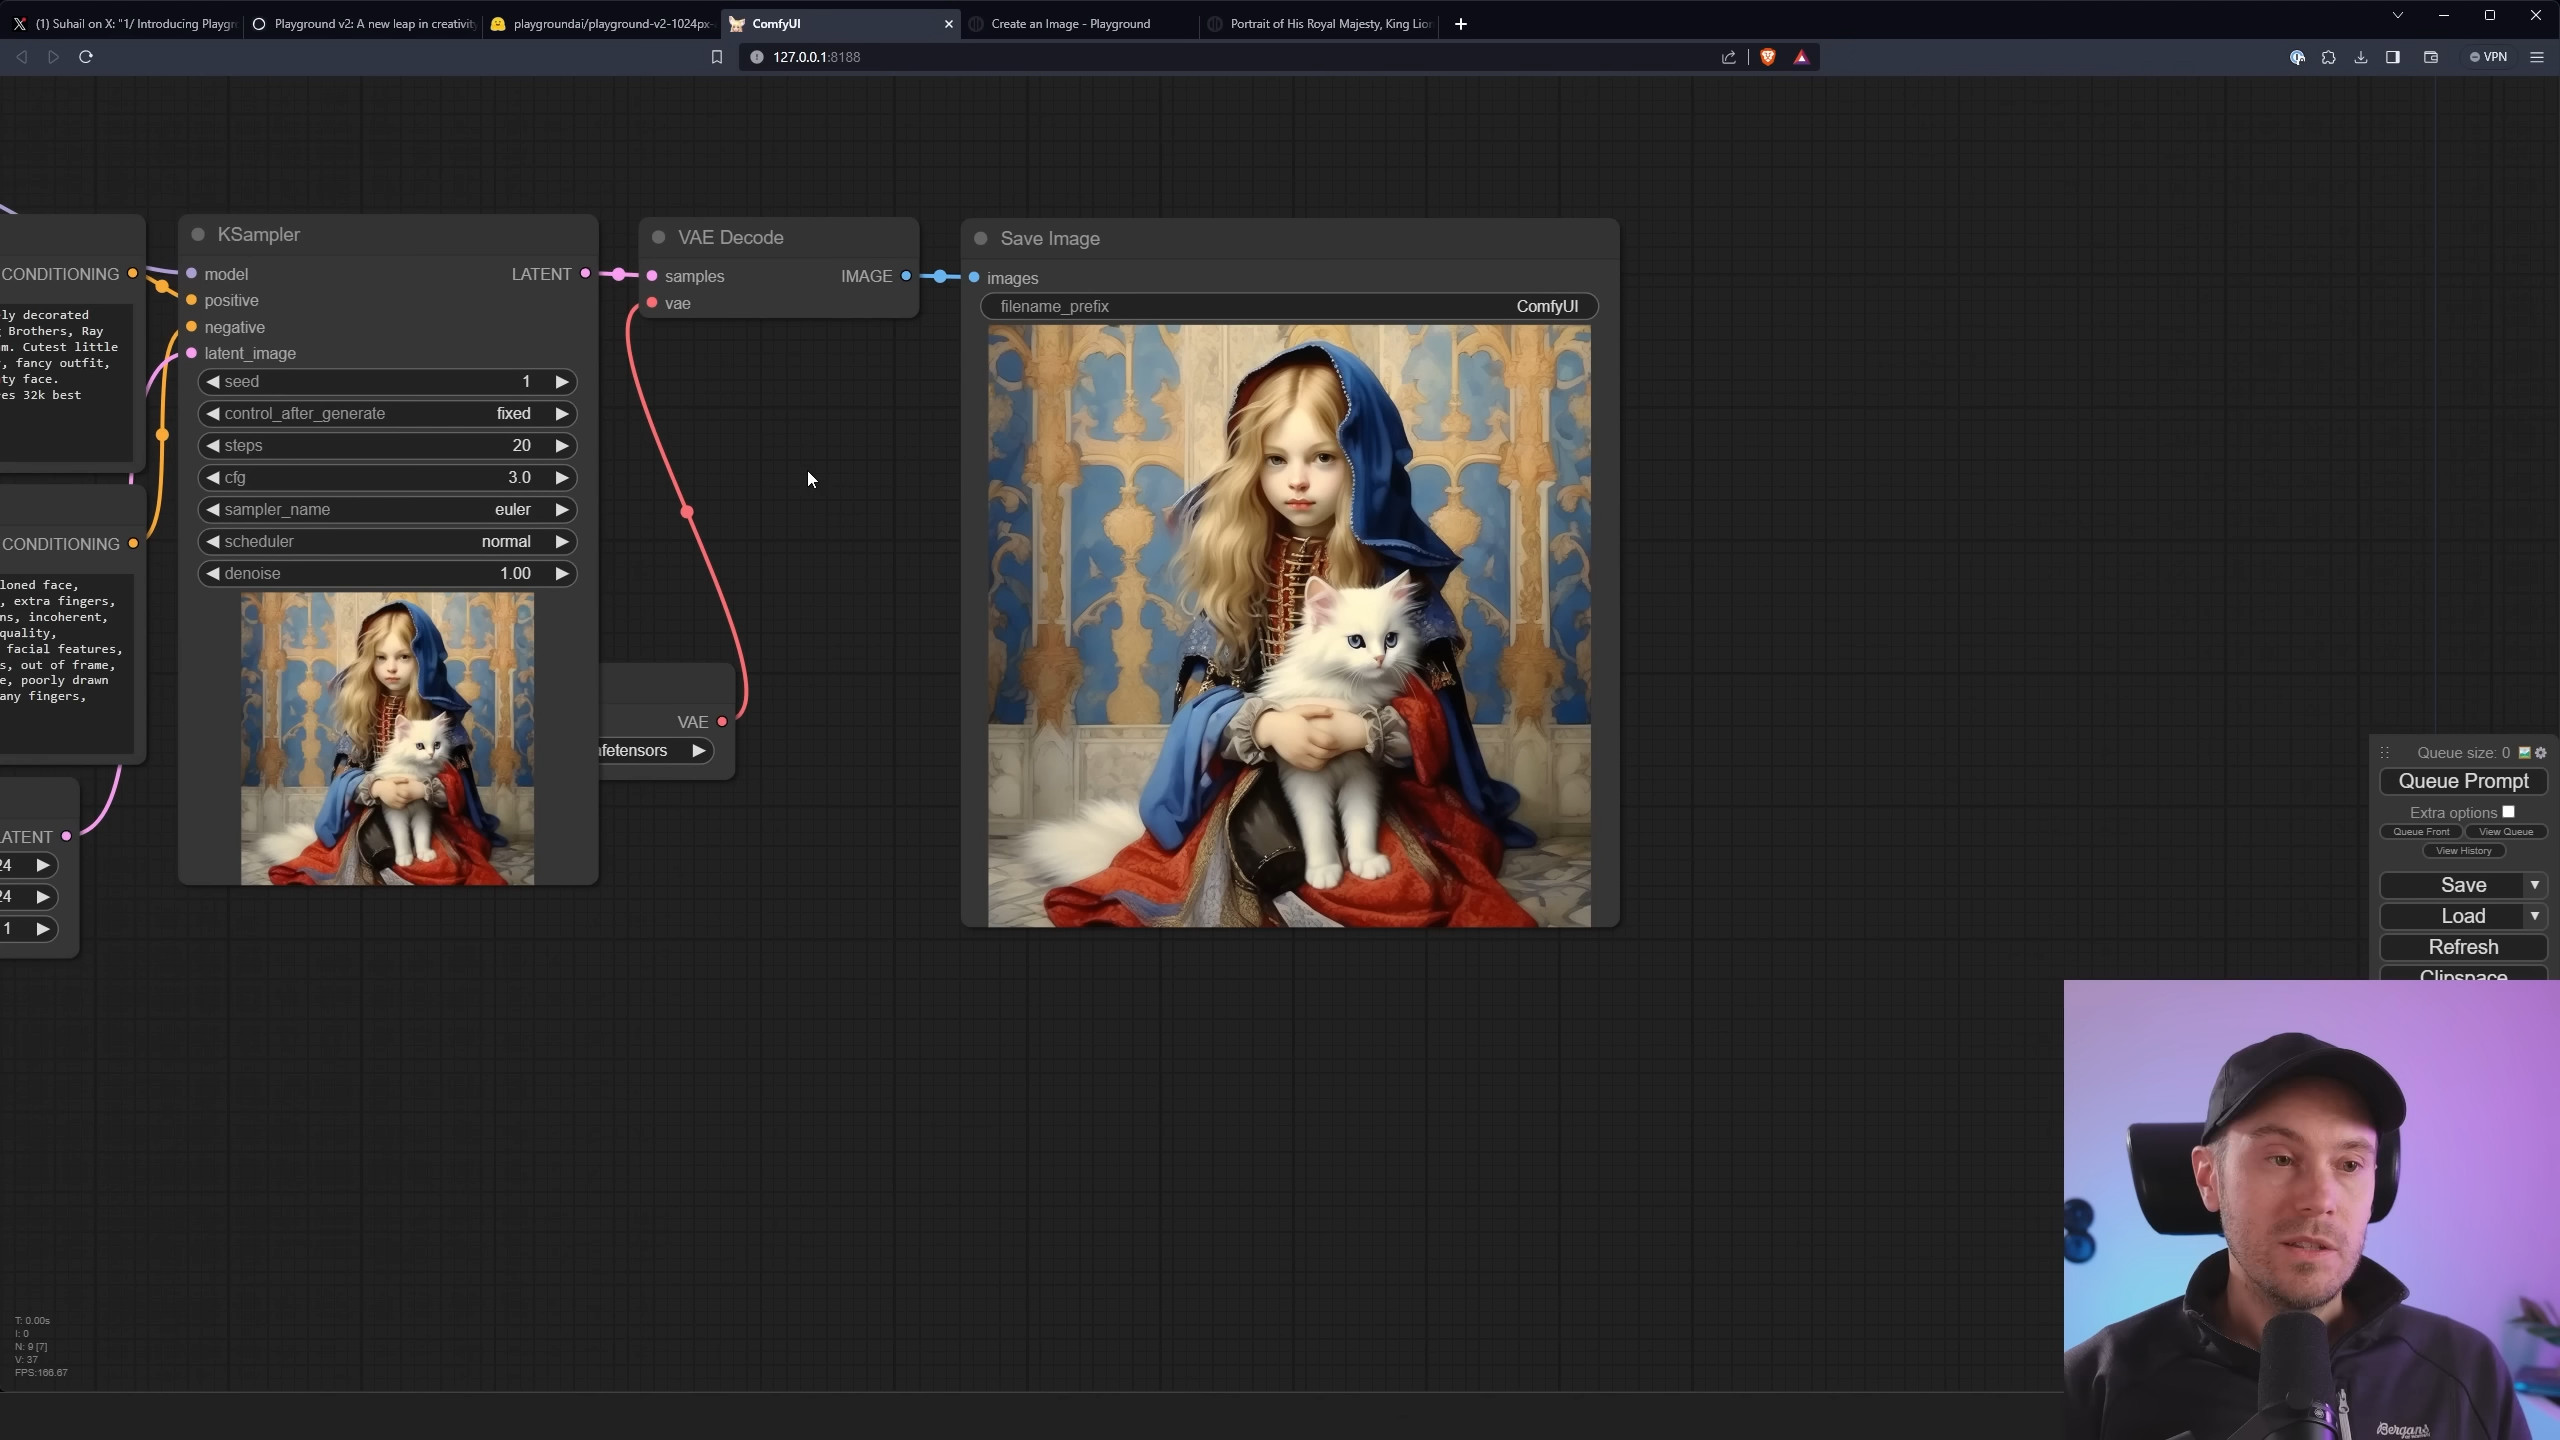 (1) Suhail on X: "1/ Introducing Playgr
Playground v2: A new leap in creativity
playgroundai/playground-v2-1024px-
ComfyUI
Create an Image - Playground
Portrait of His Royal Majesty, King Lion
127.0.0.1:8188
VPN
CONDITIONING
ly decorated
Brothers, Ray
m. Cutest little
, fancy outfit,
ty face.
es 32k best
CONDITIONING
loned face,
, extra fingers,
ns, incoherent,
quality,
facial features,
s, out of frame,
e, poorly drawn
any fingers,
LATENT
24
24
1
KSampler
model
LATENT
positive
negative
latent_image
seed 1
control_after_generate fixed
steps 20
cfg 3.0
sampler_name euler
scheduler normal
denoise 1.00
VAE
fetensors
VAE Decode
samples
IMAGE
vae
Save Image
images
filename_prefix ComfyUI
Queue size: 0
Queue Prompt
Extra options
Queue Front
View Queue
View History
Save
Load
Refresh
Clipspace
T: 0.00s
I: 0
N: 9 [7]
V: 37
FPS:166.67
Bergans